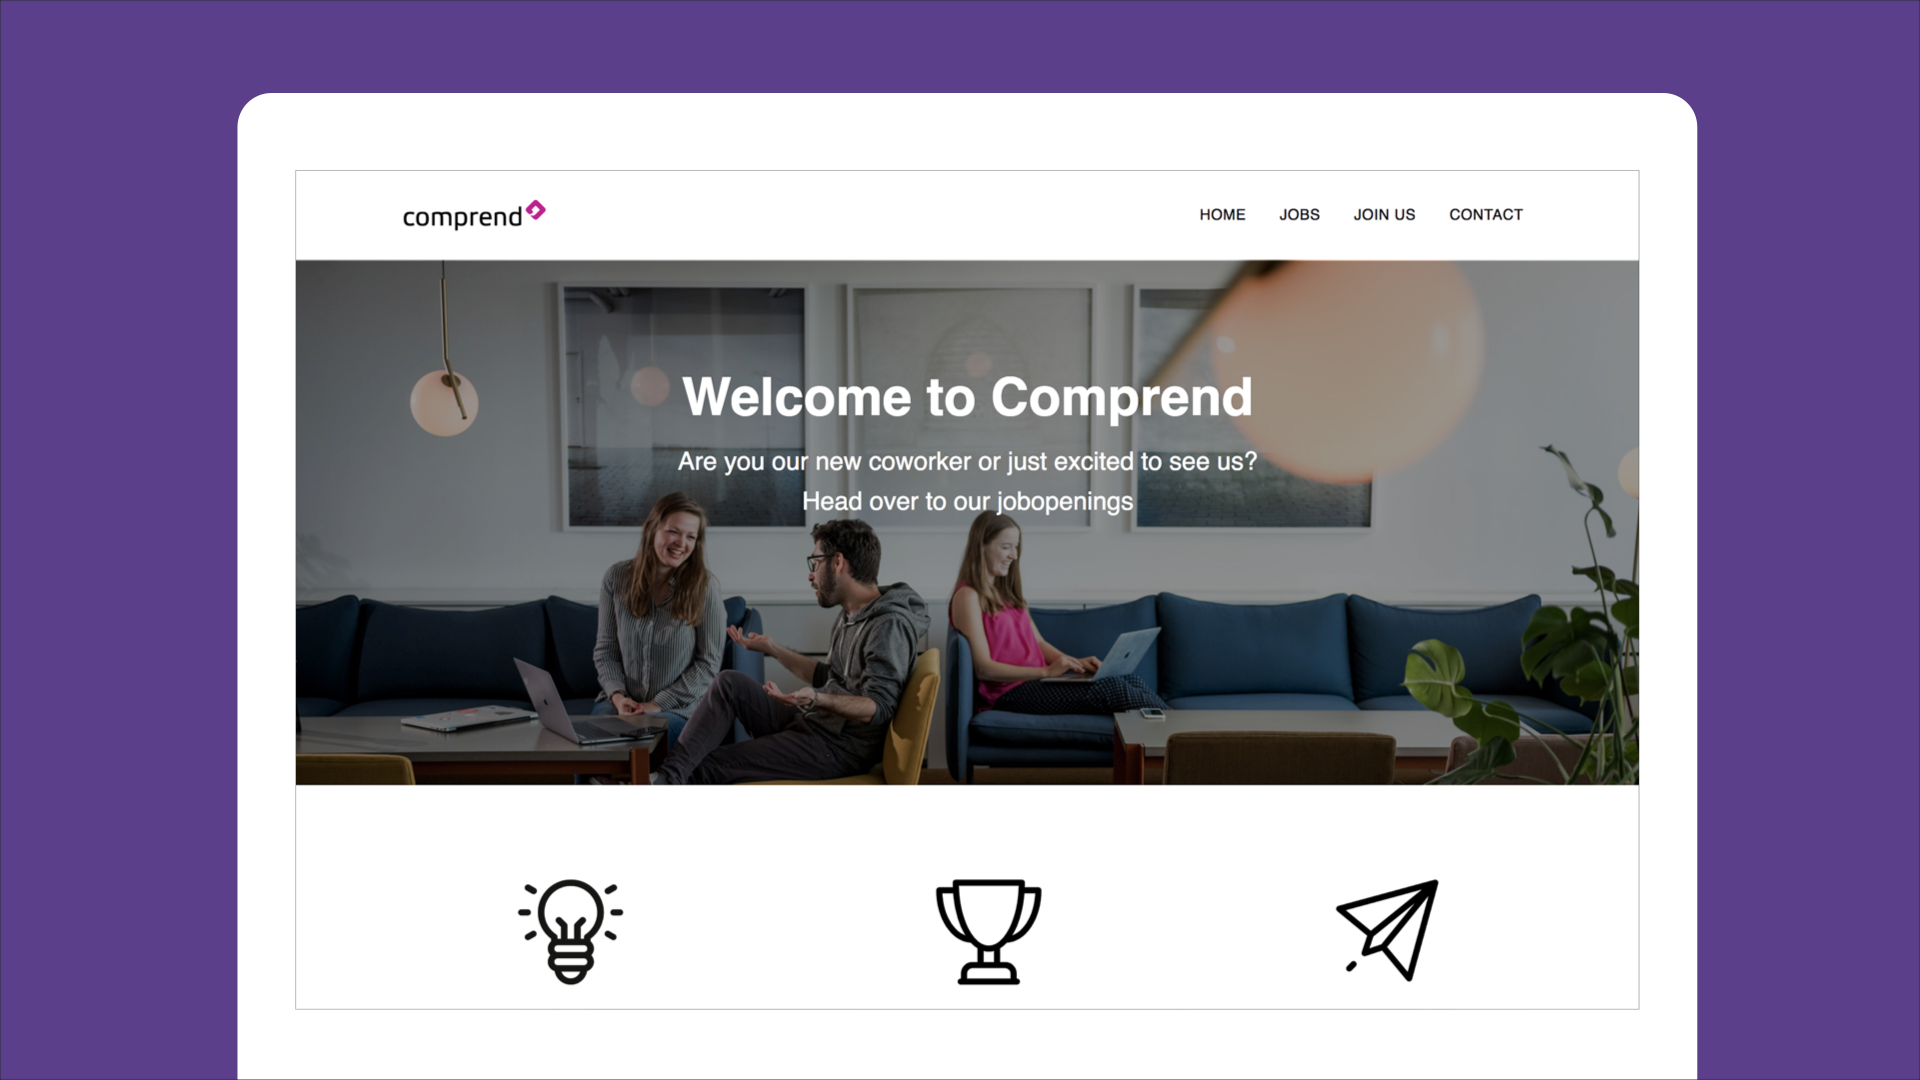 comprend
HOME JOBS JOIN US CONTACT
Welcome to Comprend
Are you our new coworker or just excited to see us?
Head over to our jobopenings